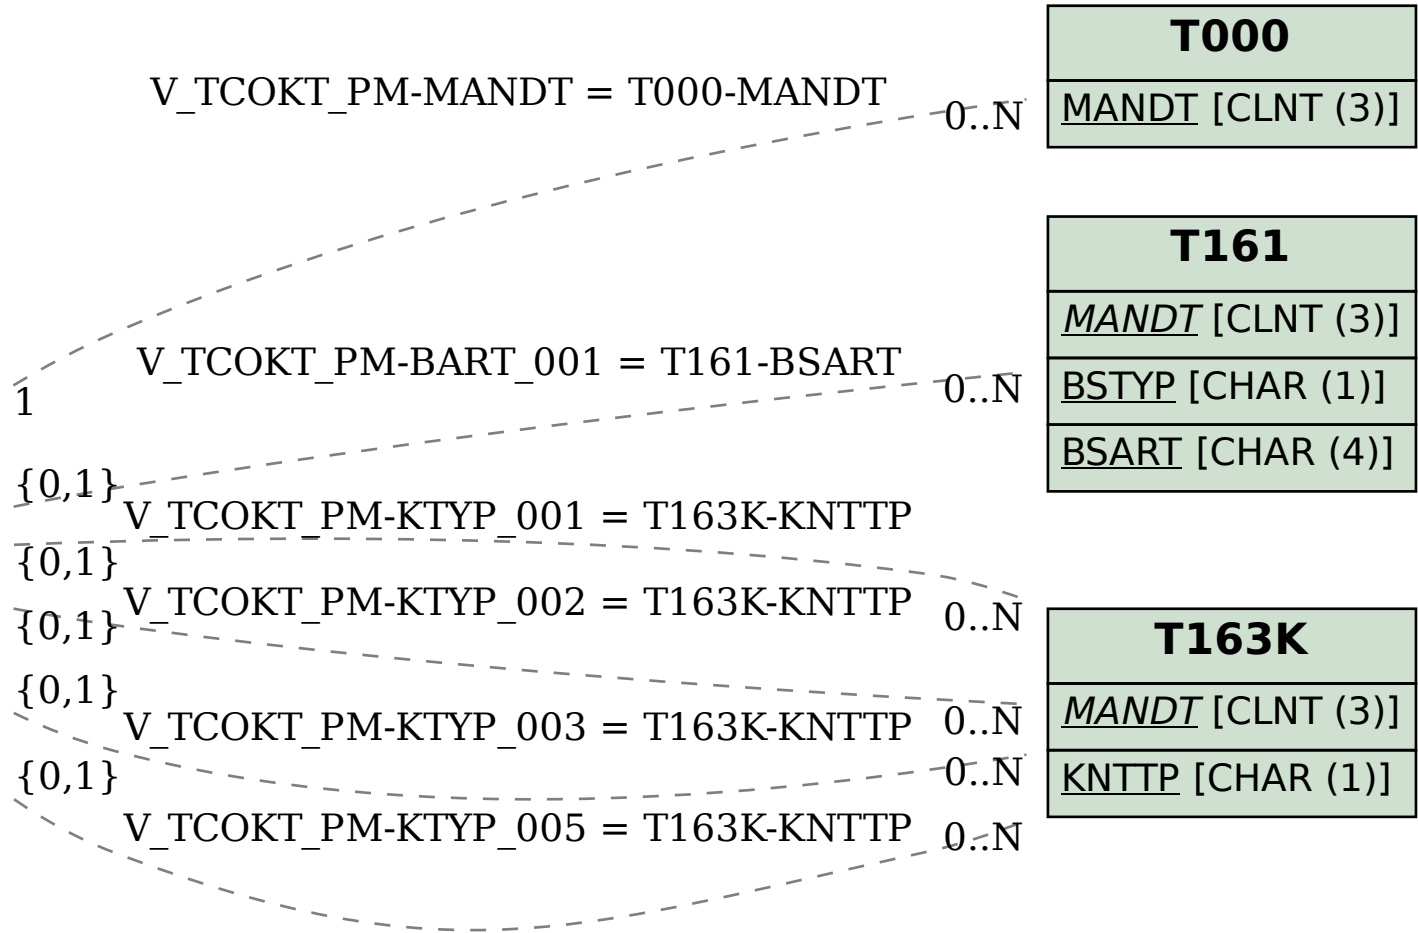 T000
V_TCOKT_PM-MANDT = T000-MANDT
0..N
MANDT [CLNT (3)]
T161
MANDT [CLNT (3)]
V_TCOKT_PM-BART_001 = T161-BSART
0..N
BSTYP [CHAR (1)]
1
BSART [CHAR (4)]
{0,1}
V_TCOKT_PM-KTYP_001 = T163K-KNTTP
{0,1}
V_TCOKT_PM-KTYP_002 = T163K-KNTTP
0..N
{0,1}
T163K
{0,1}
MANDT [CLNT (3)]
V_TCOKT_PM-KTYP_003 = T163K-KNTTP
0..N
{0,1}
0..N
KNTTP [CHAR (1)]
V_TCOKT_PM-KTYP_005 = T163K-KNTTP
0..N